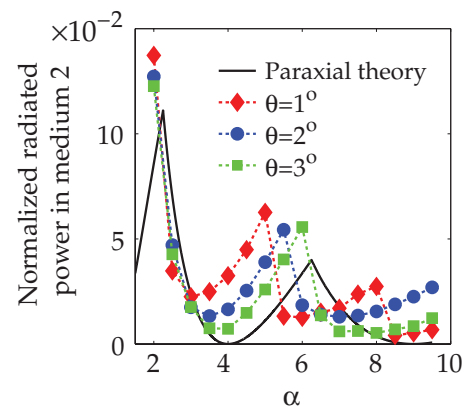 ×10⁻²
10
5
0
Normalized radiated
power in medium 2
Paraxial theory
θ=1°
θ=2°
θ=3°
2 4 6 8 10
α